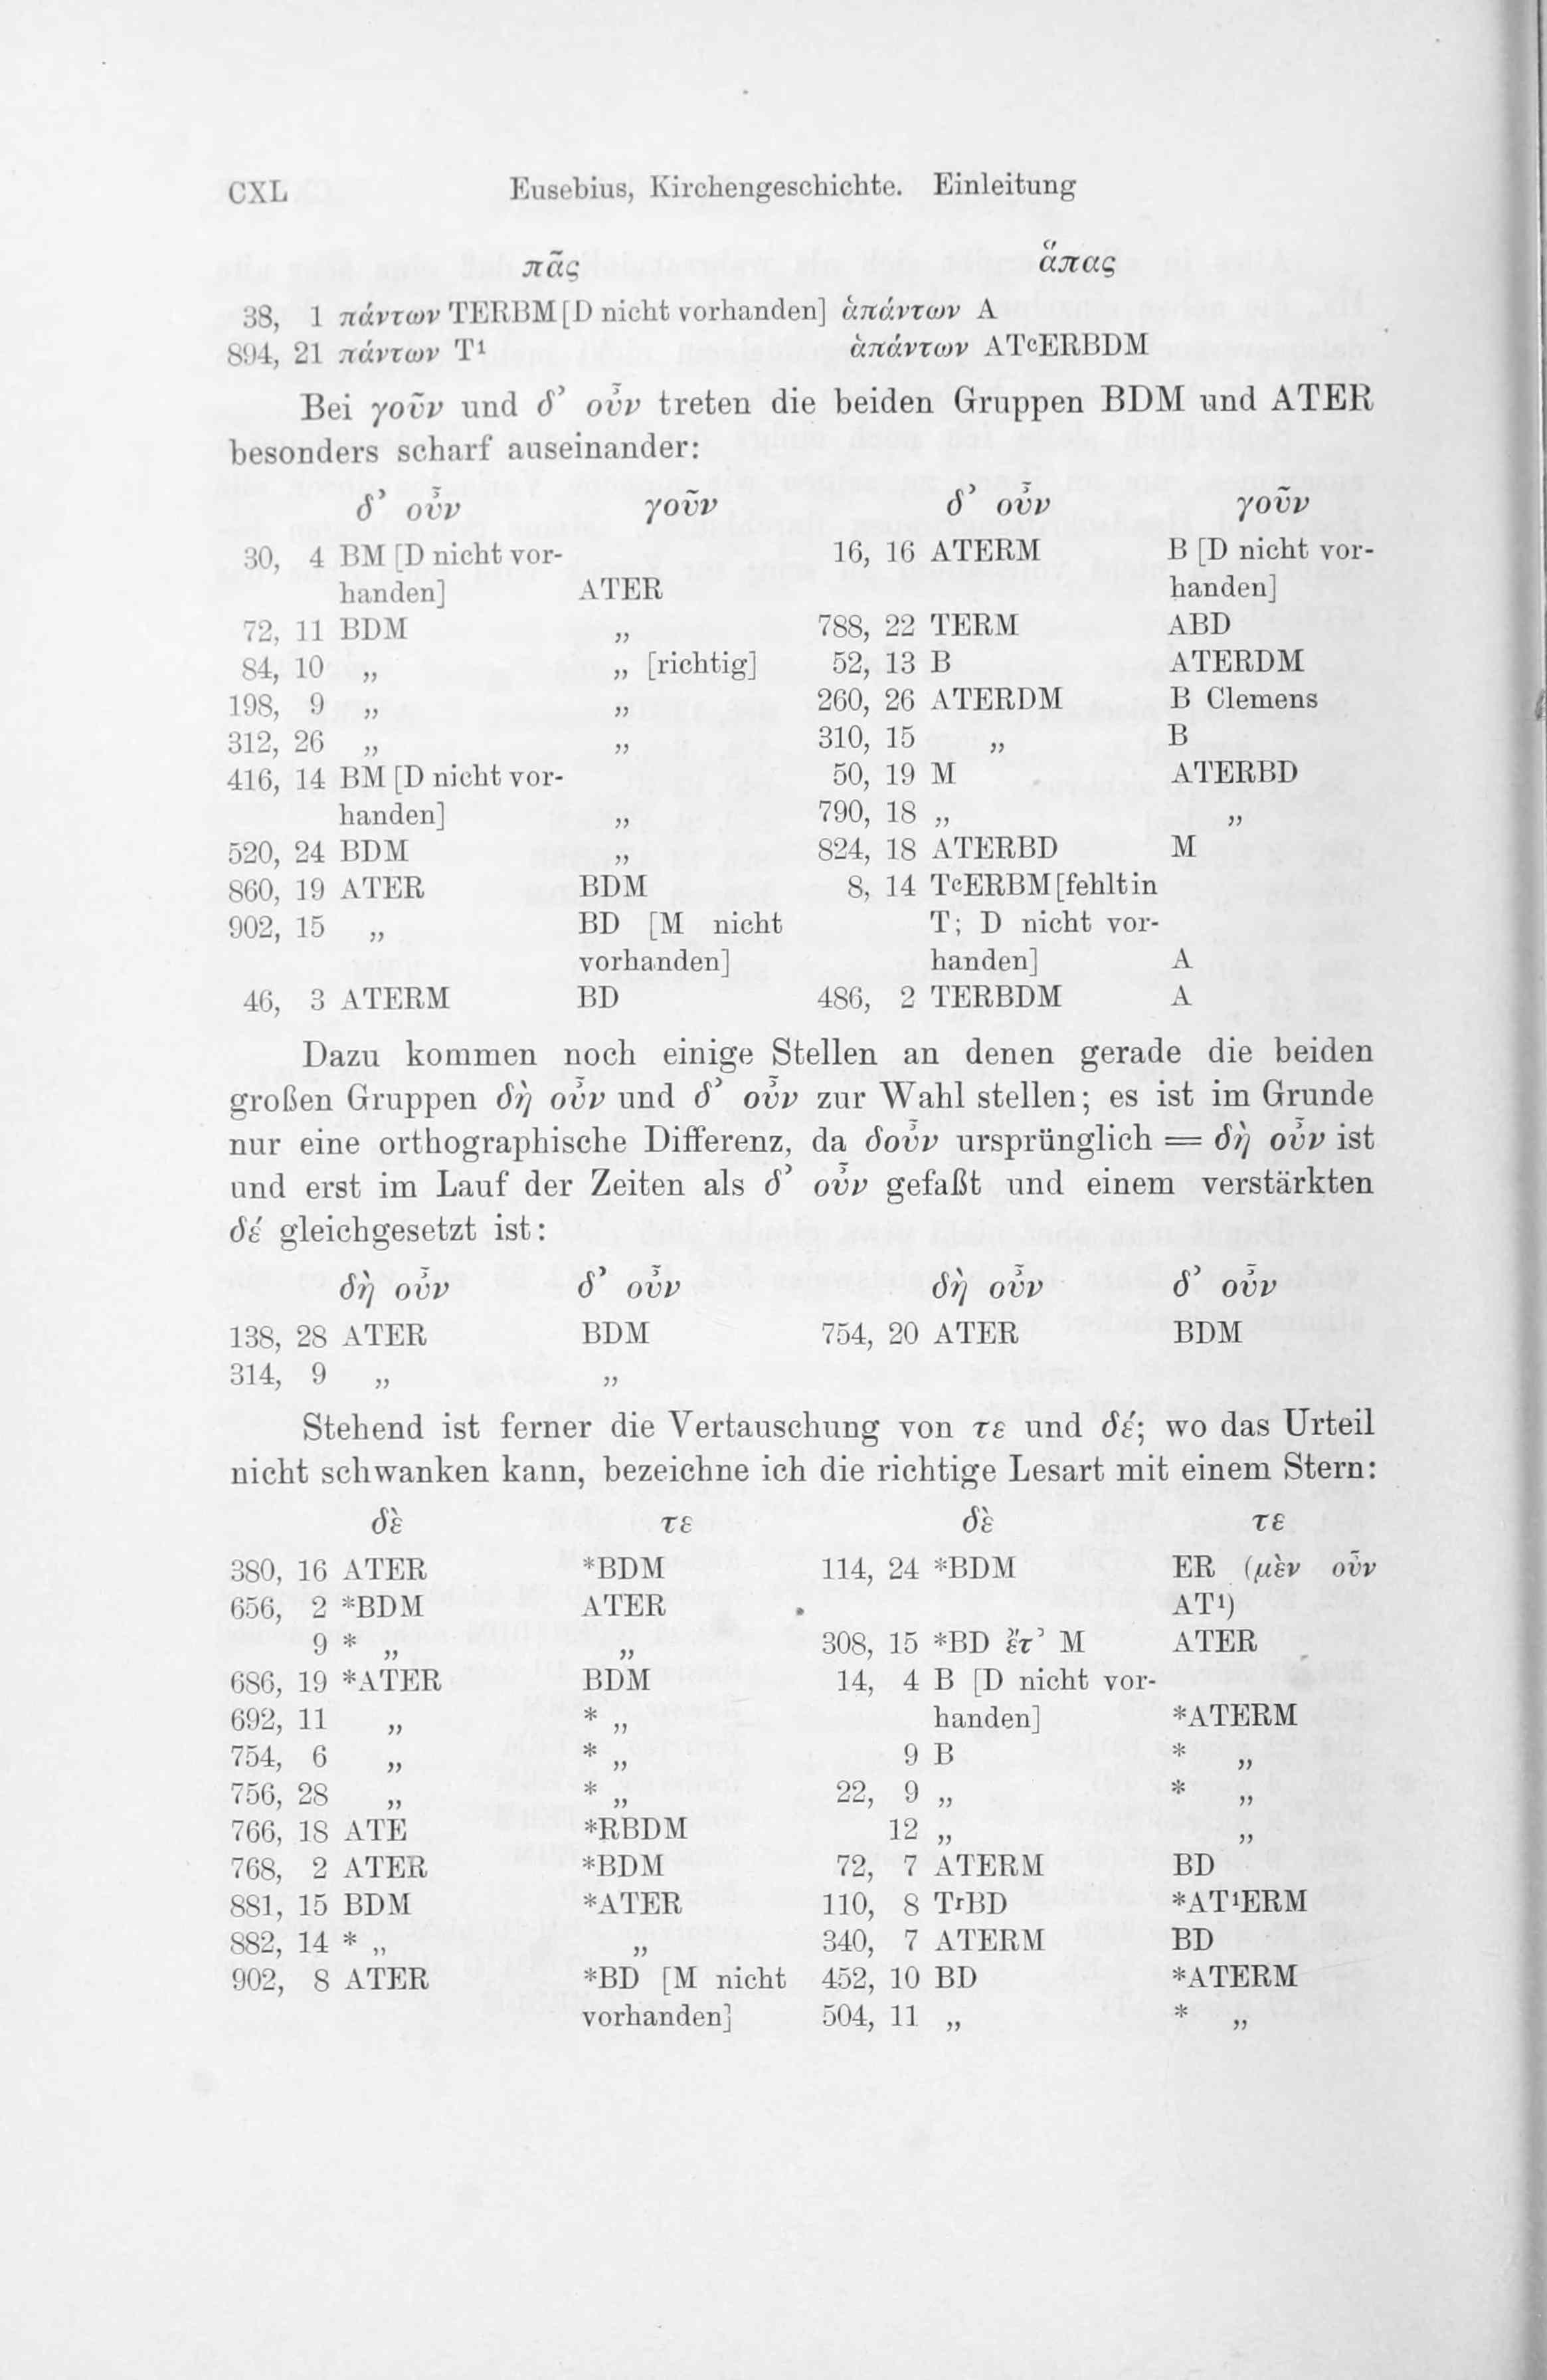 CXL Eusebius, Kirchengeschichte. Einleitung
πᾶς ἅπας
38, 1 πάντων TERBM [D nicht vorhanden] ἁπάντων A
894, 21 πάντων T¹ ἁπάντων ATᶜERBDM
Bei γοῦν und δ’ οὖν treten die beiden Gruppen BDM und ATER
besonders scharf auseinander:
δ’ οὖν γοῦν δ’ οὖν γοῦν
30, 4 BM [D nicht vor- 16, 16 ATERM B [D nicht vor-
handen] ATER handen]
72, 11 BDM „ 788, 22 TERM ABD
84, 10 „ „ [richtig] 52, 13 B ATERDM
198, 9 „ „ 260, 26 ATERDM B Clemens
312, 26 „ „ 310, 15 „ B
416, 14 BM [D nicht vor- 50, 19 M ATERBD
handen] „ 790, 18 „ „
520, 24 BDM „ 824, 18 ATERBD M
860, 19 ATER BDM 8, 14 TᶜERBM [fehlt in
902, 15 „ BD [M nicht T; D nicht vor-
vorhanden] handen] A
46, 3 ATERM BD 486, 2 TERBDM A
Dazu kommen noch einige Stellen an denen gerade die beiden
großen Gruppen δὴ οὖν und δ’ οὖν zur Wahl stellen; es ist im Grunde
nur eine orthographische Differenz, da δοὖν ursprünglich = δὴ οὖν ist
und erst im Lauf der Zeiten als δ’ οὖν gefaßt und einem verstärkten
δέ gleichgesetzt ist:
δὴ οὖν δ’ οὖν δὴ οὖν δ’ οὖν
138, 28 ATER BDM 754, 20 ATER BDM
314, 9 „ „
Stehend ist ferner die Vertauschung von τε und δέ; wo das Urteil
nicht schwanken kann, bezeichne ich die richtige Lesart mit einem Stern:
δὲ τε δὲ τε
380, 16 ATER *BDM 114, 24 *BDM ER (μὲν οὖν
656, 2 *BDM ATER AT¹)
9 * „ „ 308, 15 *BD ἔτ’ M ATER
686, 19 *ATER BDM 14, 4 B [D nicht vor-
692, 11 „ * „ handen] *ATERM
754, 6 „ * „ 9 B * „
756, 28 „ * „ 22, 9 „ * „
766, 18 ATE *RBDM 12 „ „
768, 2 ATER *BDM 72, 7 ATERM BD
881, 15 BDM *ATER 110, 8 TʳBD *AT¹ERM
882, 14 * „ „ 340, 7 ATERM BD
902, 8 ATER *BD [M nicht 452, 10 BD *ATERM
vorhanden] 504, 11 „ * „